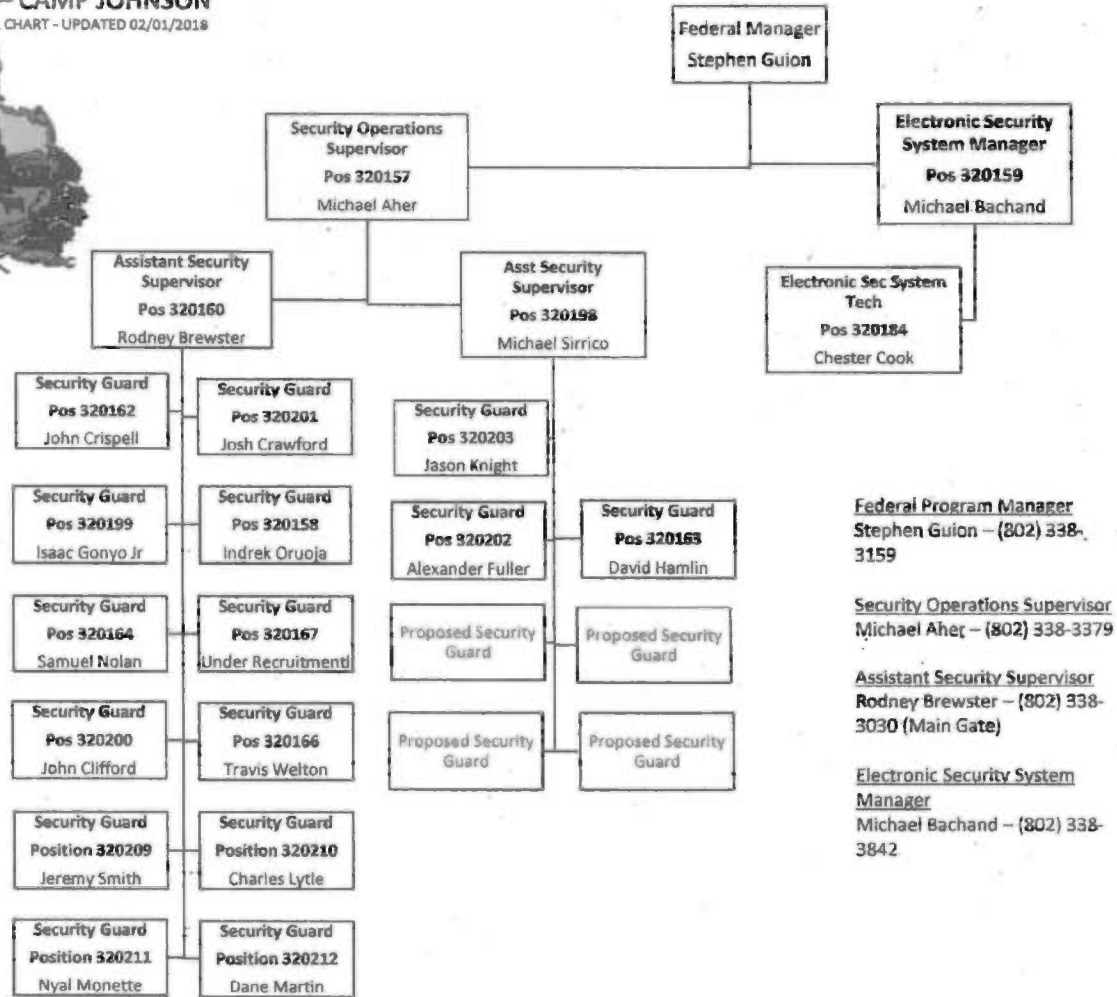 – CAMP JOHNSON
CHART - UPDATED 02/01/2018
Federal Manager
Stephen Guion
Security Operations
Supervisor
Pos 320157
Michael Aher
Electronic Security
System Manager
Pos 320159
Michael Bachand
Assistant Security
Supervisor
Pos 320160
Rodney Brewster
Asst Security
Supervisor
Pos 320198
Michael Sirrico
Electronic Sec System
Tech
Pos 320184
Chester Cook
Security Guard
Pos 320162
John Crispell
Security Guard
Pos 320201
Josh Crawford
Security Guard
Pos 320203
Jason Knight
Security Guard
Pos 320199
Isaac Gonyo Jr
Security Guard
Pos 320158
Indrek Oruoja
Security Guard
Pos 320202
Alexander Fuller
Security Guard
Pos 320163
David Hamlin
Security Guard
Pos 320164
Samuel Nolan
Security Guard
Pos 320167
Under Recruitmentl
Proposed Security
Guard
Proposed Security
Guard
Security Guard
Pos 320200
John Clifford
Security Guard
Pos 320166
Travis Welton
Proposed Security
Guard
Proposed Security
Guard
Security Guard
Position 320209
Jeremy Smith
Security Guard
Position 320210
Charles Lytle
Security Guard
Position 320211
Nyal Monette
Security Guard
Position 320212
Dane Martin
Federal Program Manager
Stephen Guion – (802) 338-
3159
Security Operations Supervisor
Michael Aher – (802) 338-3379
Assistant Security Supervisor
Rodney Brewster – (802) 338-
3030 (Main Gate)
Electronic Security System
Manager
Michael Bachand – (802) 338-
3842